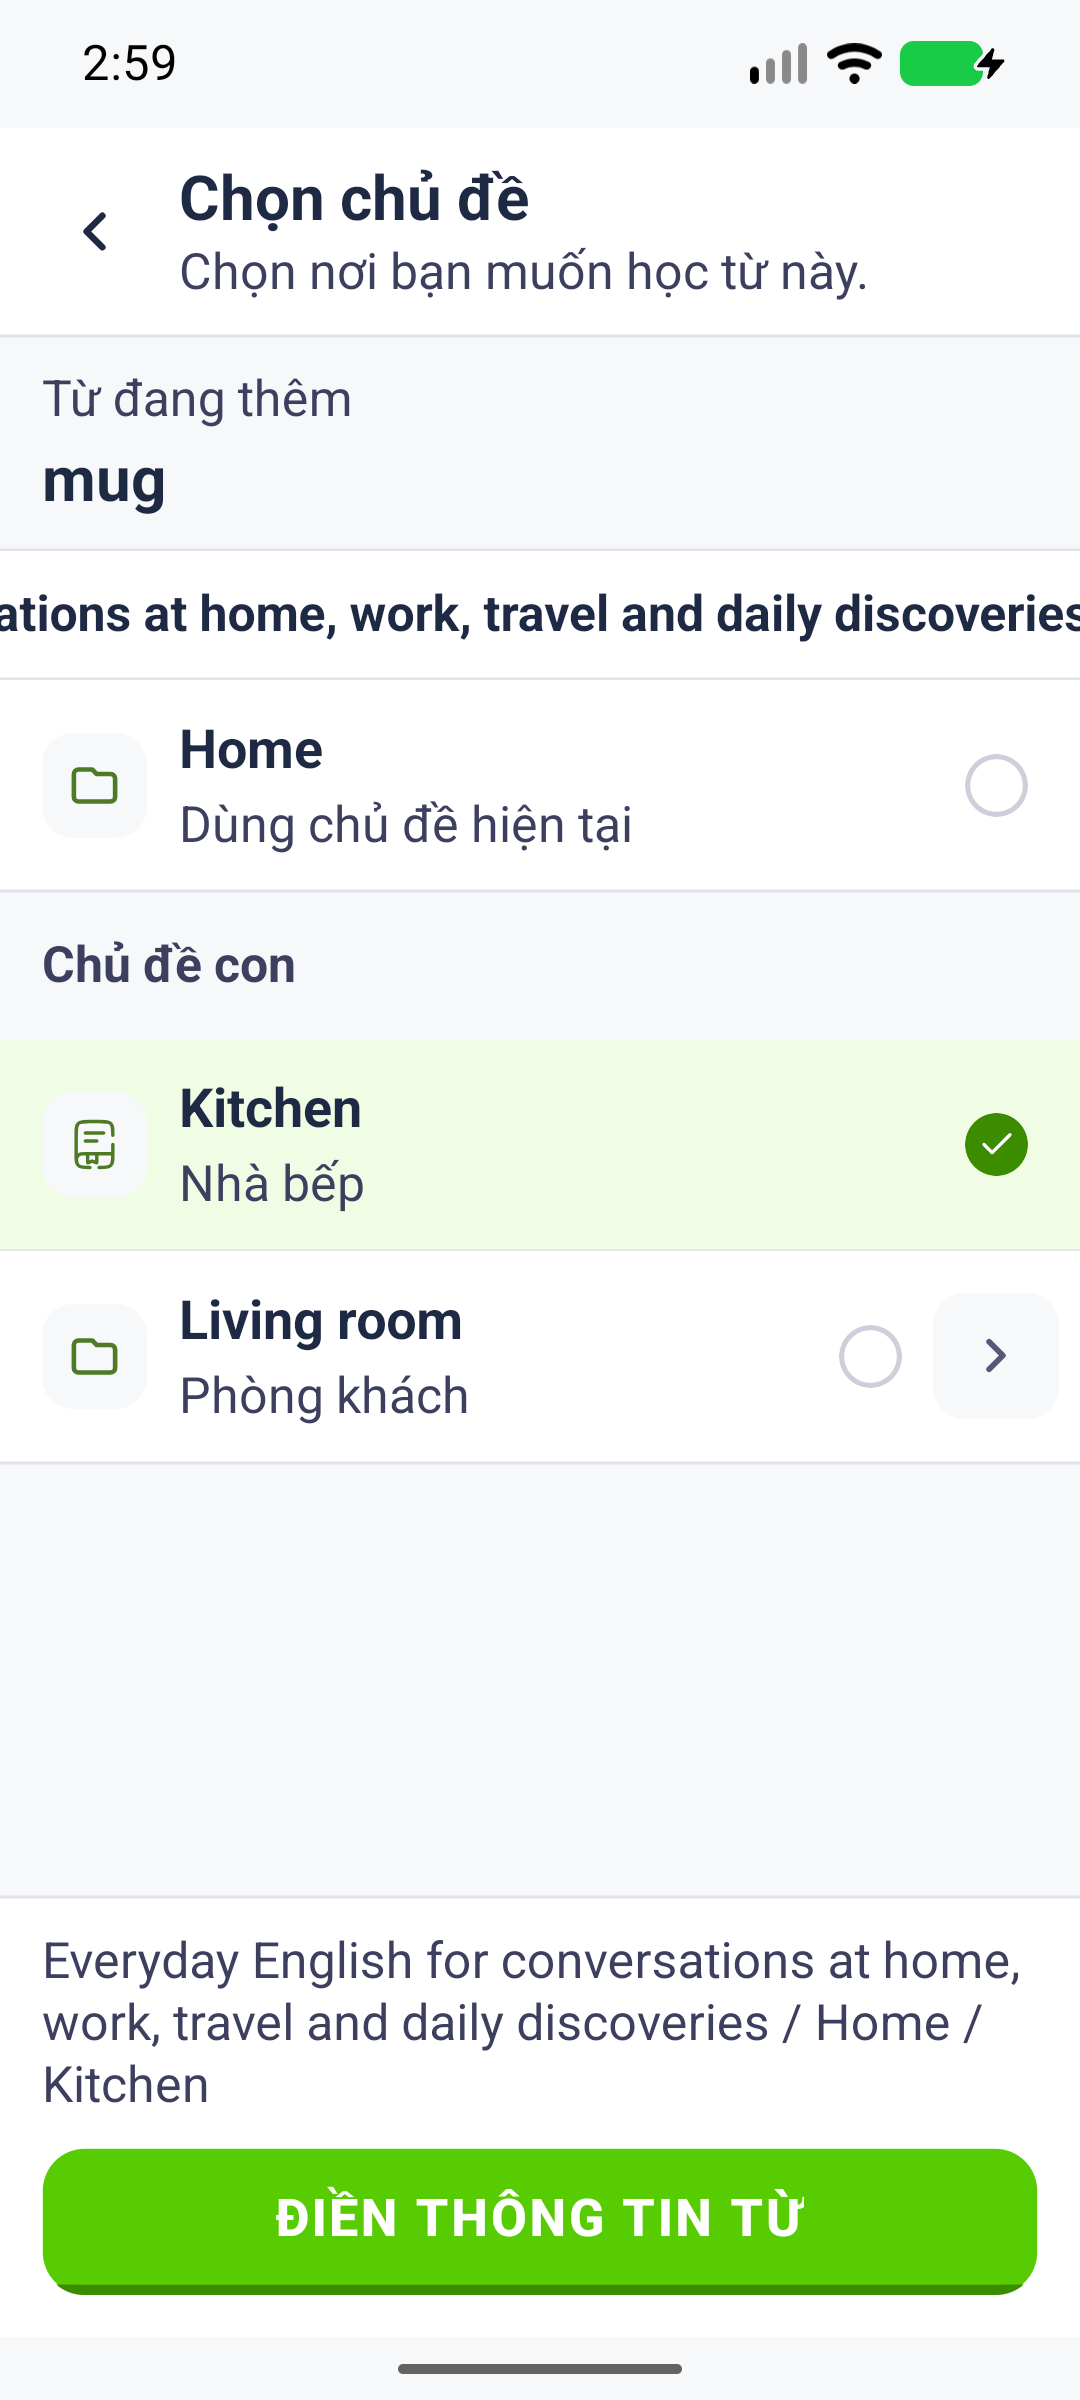 2:59
Chọn chủ đề
Chọn nơi bạn muốn học từ này.
Từ đang thêm
mug
ations at home, work, travel and daily discoveries
Home
Dùng chủ đề hiện tại
Chủ đề con
Kitchen
Nhà bếp
Living room
Phòng khách
Everyday English for conversations at home,
work, travel and daily discoveries / Home /
Kitchen
ĐIỀN THÔNG TIN TỪ